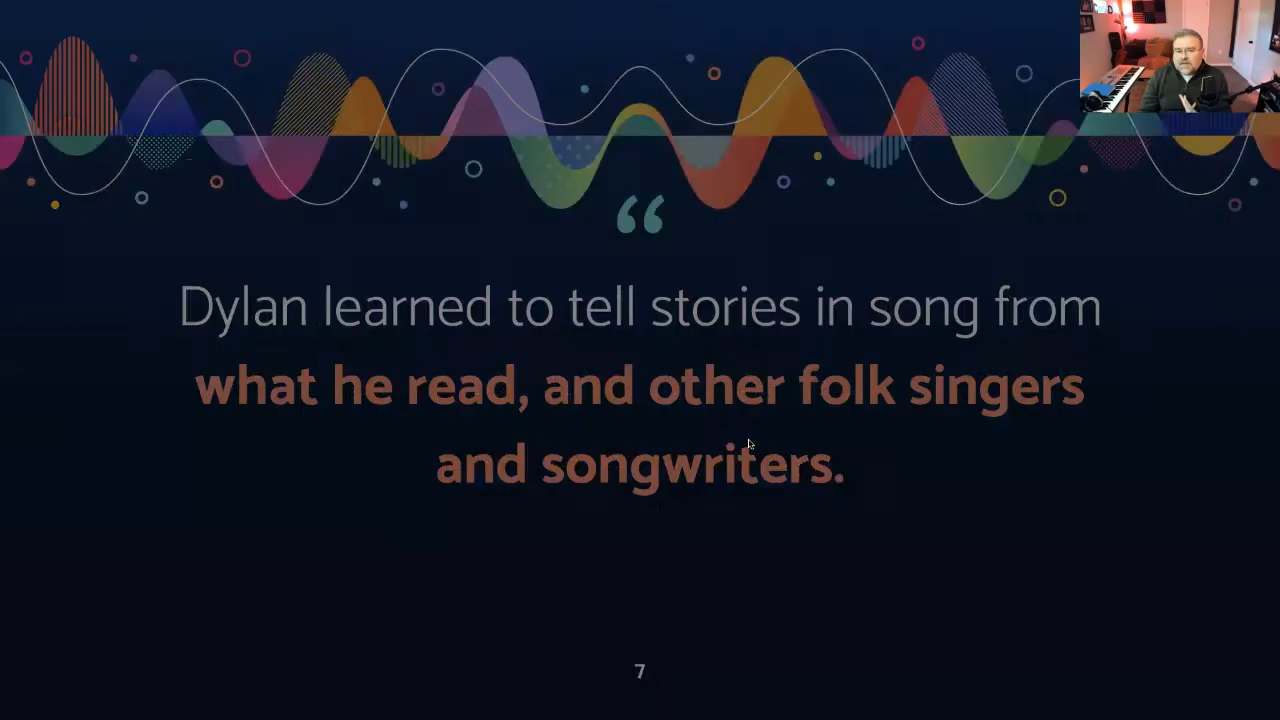 “
Dylan learned to tell stories in song from
what he read, and other folk singers
and songwriters.
7